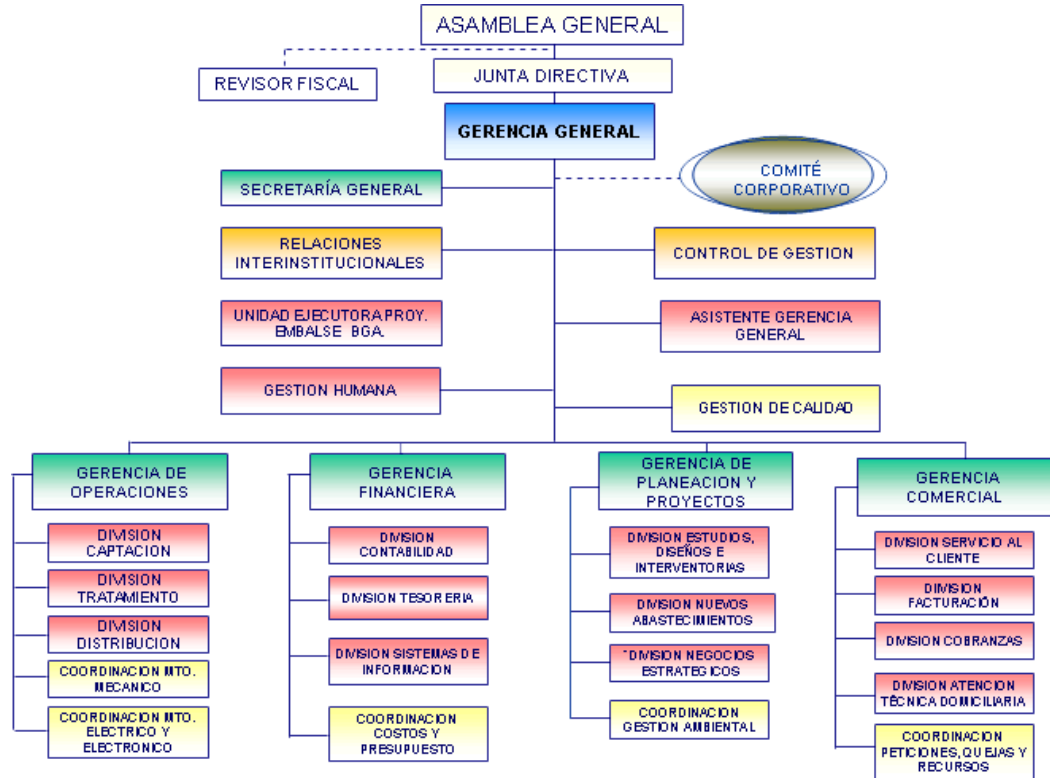 ASAMBLEA GENERAL
REVISOR FISCAL
JUNTA DIRECTIVA
GERENCIA GENERAL
COMITÉ
CORPORATIVO
SECRETARÍA GENERAL
RELACIONES
INTERINSTITUCIONALES
CONTROL DE GESTION
UNIDAD EJECUTORA PROY.
EMBALSE BGA.
ASISTENTE GERENCIA
GENERAL
GESTION HUMANA
GESTION DE CALIDAD
GERENCIA DE
OPERACIONES
DIVISION
CAPTACION
DIVISION
TRATAMIENTO
DIVISION
DISTRIBUCION
COORDINACION MTO.
MECANICO
COORDINACION MTO.
ELECTRICO Y
ELECTRONICO
GERENCIA
FINANCIERA
DIVISION
CONTABILIDAD
DIVISION TESORERIA
DIVISION SISTEMAS DE
INFORMACION
COORDINACION
COSTOS Y
PRESUPUESTO
GERENCIA DE
PLANEACION Y
PROYECTOS
DIVISION ESTUDIOS,
DISEÑOS E
INTERVENTORIAS
DIVISION NUEVOS
ABASTECIMIENTOS
*DIVISION NEGOCIOS
ESTRATEGICOS
COORDINACION
GESTION AMBIENTAL
GERENCIA
COMERCIAL
DIVISION SERVICIO AL
CLIENTE
DIVISION
FACTURACIÓN
DIVISION COBRANZAS
DIVISION ATENCION
TÉCNICA DOMICILIARIA
COORDINACION
PETICIONES, QUEJAS Y
RECURSOS